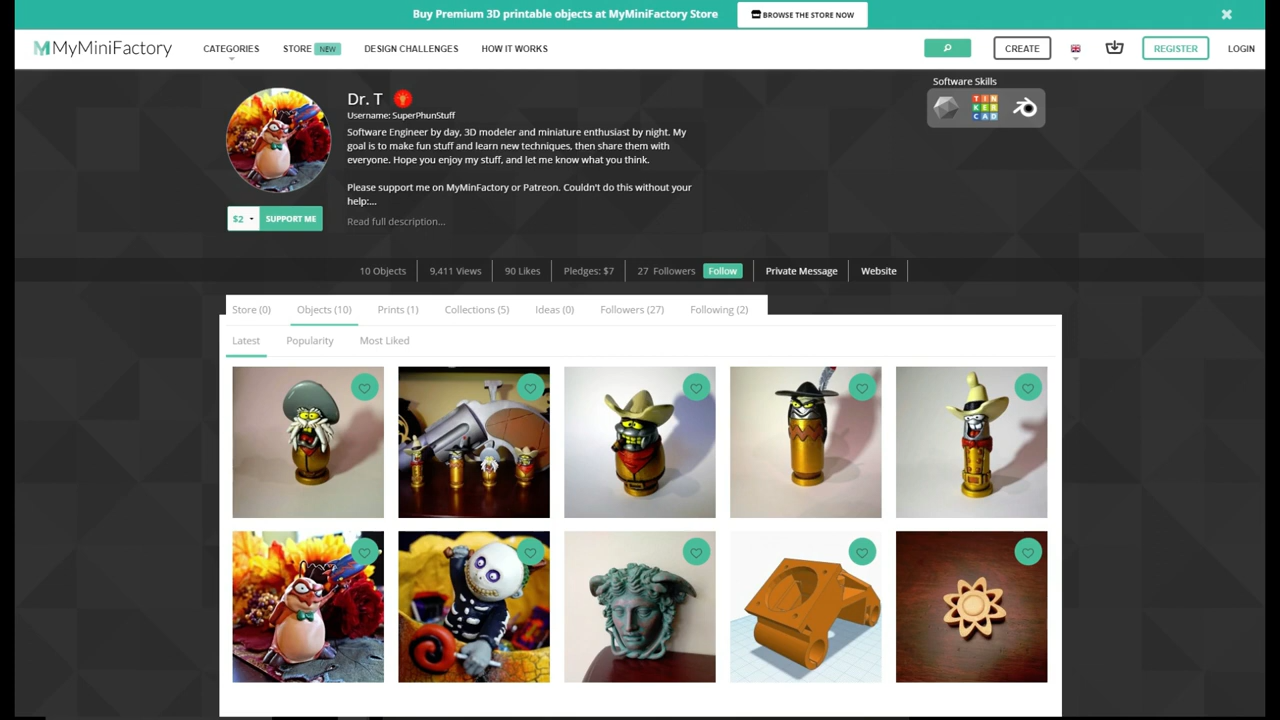 Buy Premium 3D printable objects at MyMiniFactory Store
BROWSE THE STORE NOW
MyMiniFactory
CATEGORIES
STORE NEW
DESIGN CHALLENGES
HOW IT WORKS
CREATE
REGISTER
LOGIN
Software Skills
TIN
KER
CAD
Dr. T
Username: SuperPhunStuff
Software Engineer by day, 3D modeler and miniature enthusiast by night. My
goal is to make fun stuff and learn new techniques, then share them with
everyone. Hope you enjoy my stuff, and let me know what you think.
Please support me on MyMinFactory or Patreon. Couldn't do this without your
help:...
Read full description...
$2
SUPPORT ME
10 Objects
9,411 Views
90 Likes
Pledges: $7
27 Followers
Follow
Private Message
Website
Store (0)
Objects (10)
Prints (1)
Collections (5)
Ideas (0)
Followers (27)
Following (2)
Latest
Popularity
Most Liked